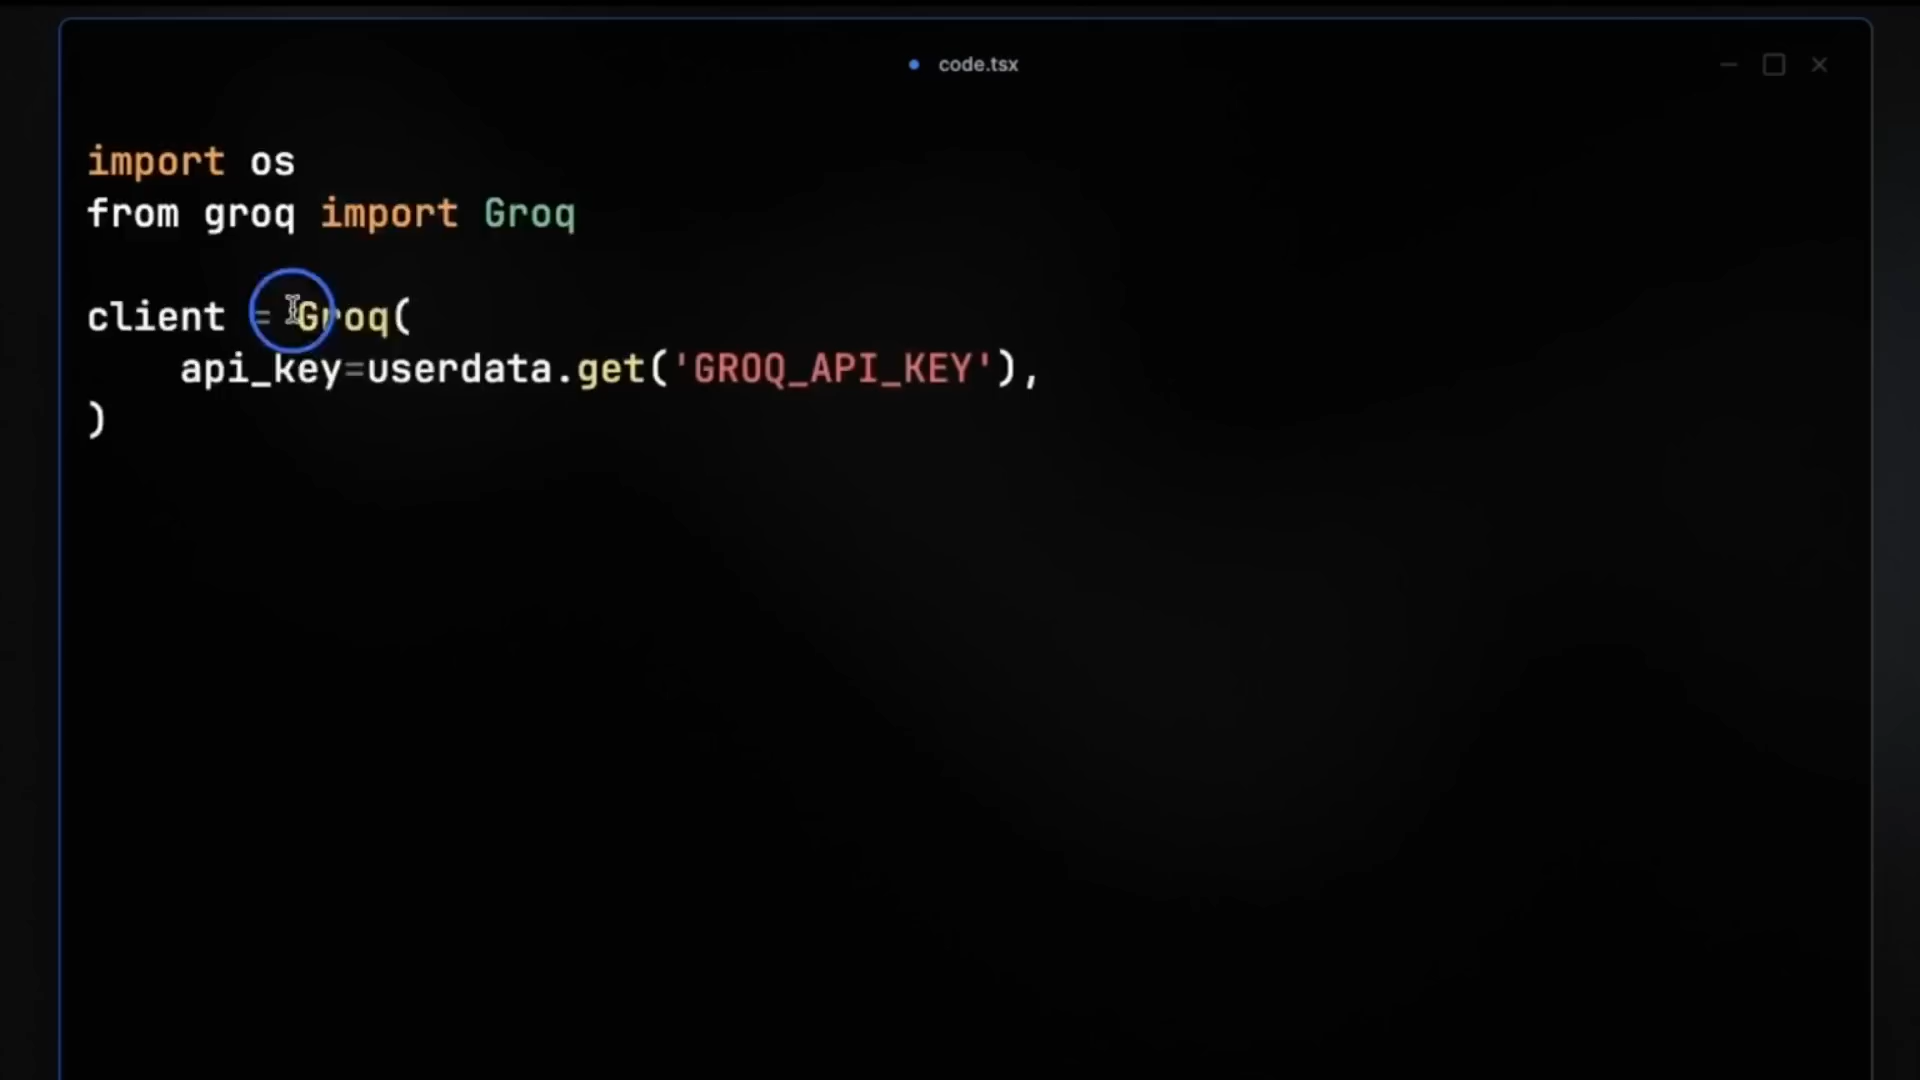 code.tsx
import os
from groq import Groq
client = Groq(
api_key=userdata.get('GROQ_API_KEY'),
)